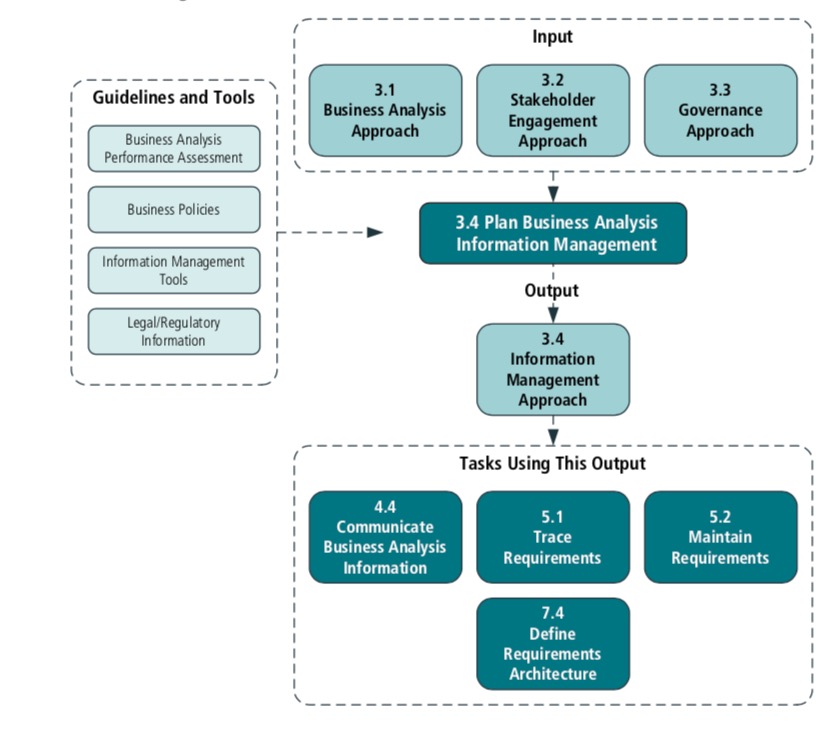 Input
3.1
Business Analysis
Approach
3.2
Stakeholder
Engagement
Approach
3.3
Governance
Approach
Guidelines and Tools
Business Analysis
Performance Assessment
Business Policies
Information Management
Tools
Legal/Regulatory
Information
3.4 Plan Business Analysis
Information Management
Output
3.4
Information
Management
Approach
Tasks Using This Output
4.4
Communicate
Business Analysis
Information
5.1
Trace
Requirements
5.2
Maintain
Requirements
7.4
Define
Requirements
Architecture